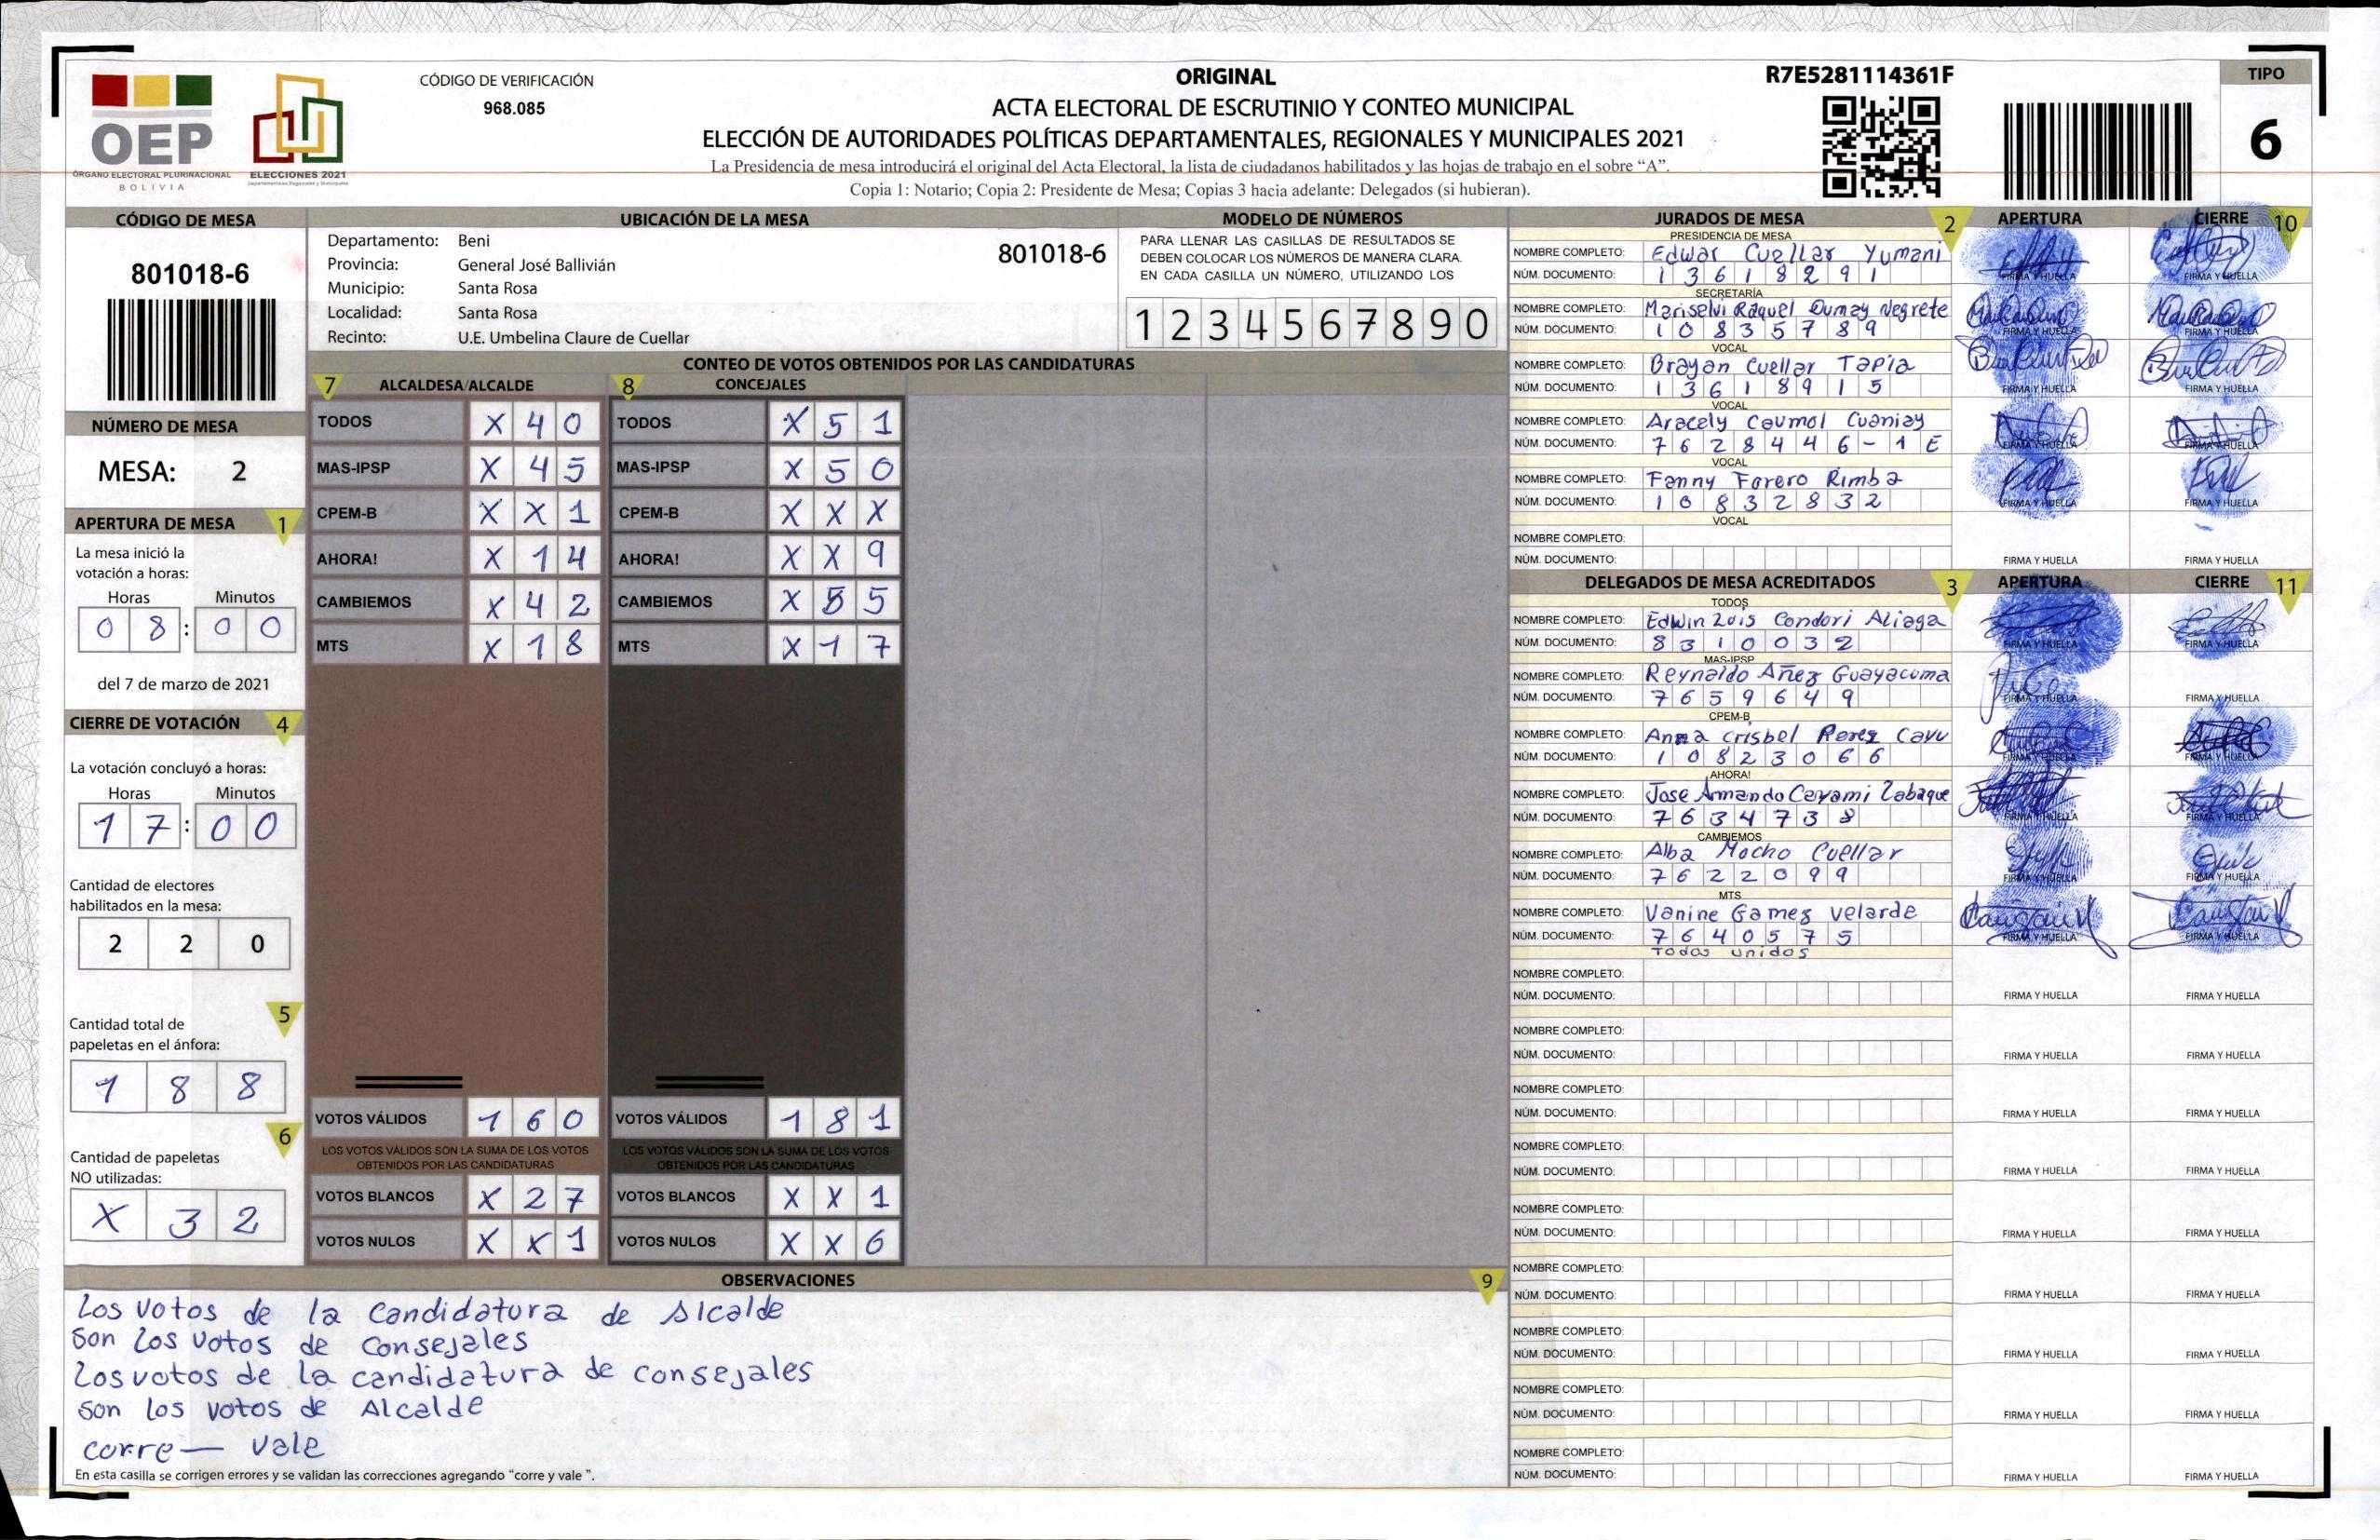 OEP
ÓRGANO ELECTORAL PLURINACIONAL
BOLIVIA
ELECCIONES 2021
CÓDIGO DE VERIFICACIÓN
968.085
ORIGINAL
ACTA ELECTORAL DE ESCRUTINIO Y CONTEO MUNICIPAL
ELECCIÓN DE AUTORIDADES POLÍTICAS DEPARTAMENTALES, REGIONALES Y MUNICIPALES 2021
La Presidencia de mesa introducirá el original del Acta Electoral, la lista de ciudadanos habilitados y las hojas de trabajo en el sobre “A”.
Copia 1: Notario; Copia 2: Presidente de Mesa; Copias 3 hacia adelante: Delegados (si hubieran).
R7E5281114361F
TIPO
6
CÓDIGO DE MESA
801018-6
NÚMERO DE MESA
MESA: 2
APERTURA DE MESA 1
La mesa inició la
votación a horas:
Horas Minutos
0 8 : 0 0
del 7 de marzo de 2021
CIERRE DE VOTACIÓN 4
La votación concluyó a horas:
Horas Minutos
1 7 : 0 0
Cantidad de electores
habilitados en la mesa:
2 2 0
5
Cantidad total de
papeletas en el ánfora:
1 8 8
6
Cantidad de papeletas
NO utilizadas:
X 3 2
UBICACIÓN DE LA MESA
Departamento: Beni
801018-6
Provincia: General José Ballivián
Municipio: Santa Rosa
Localidad: Santa Rosa
Recinto: U.E. Umbelina Claure de Cuellar
MODELO DE NÚMEROS
PARA LLENAR LAS CASILLAS DE RESULTADOS SE
DEBEN COLOCAR LOS NÚMEROS DE MANERA CLARA.
EN CADA CASILLA UN NÚMERO, UTILIZANDO LOS
1 2 3 4 5 6 7 8 9 0
CONTEO DE VOTOS OBTENIDOS POR LAS CANDIDATURAS
7 ALCALDESA/ALCALDE 8 CONCEJALES
TODOS X 4 0 TODOS X 5 1
MAS-IPSP X 4 5 MAS-IPSP X 5 0
CPEM-B X X 1 CPEM-B X X X
AHORA! X 1 4 AHORA! X X 9
CAMBIEMOS X 4 2 CAMBIEMOS X 5 5
MTS X 1 8 MTS X 1 7
VOTOS VÁLIDOS 1 6 0 VOTOS VÁLIDOS 1 8 1
LOS VOTOS VÁLIDOS SON LA SUMA DE LOS VOTOS LOS VOTOS VÁLIDOS SON LA SUMA DE LOS VOTOS
OBTENIDOS POR LAS CANDIDATURAS OBTENIDOS POR LAS CANDIDATURAS
VOTOS BLANCOS X 2 7 VOTOS BLANCOS X X 1
VOTOS NULOS X X 1 VOTOS NULOS X X 6
OBSERVACIONES 9
Los votos de la candidatura de Alcalde
son los votos de Consejales
Los votos de la candidatura de consejales
son los votos de Alcalde
corre — vale
En esta casilla se corrigen errores y se validan las correcciones agregando “corre y vale ”.
JURADOS DE MESA 2 APERTURA CIERRE 10
PRESIDENCIA DE MESA
NOMBRE COMPLETO: Edwar Cuellar Yumani
NÚM. DOCUMENTO: 1 3 6 1 8 2 9 1 FIRMA Y HUELLA FIRMA Y HUELLA
SECRETARÍA
NOMBRE COMPLETO: Mariselvi Raquel Dumay Negrete
NÚM. DOCUMENTO: 1 0 8 3 5 7 8 9 FIRMA Y HUELLA FIRMA Y HUELLA
VOCAL
NOMBRE COMPLETO: Brayan Cuellar Tapia
NÚM. DOCUMENTO: 1 3 6 1 8 9 1 5 FIRMA Y HUELLA FIRMA Y HUELLA
VOCAL
NOMBRE COMPLETO: Aracely Caumol Cuaniay
NÚM. DOCUMENTO: 7 6 2 8 4 4 6 - 1 E FIRMA Y HUELLA FIRMA Y HUELLA
VOCAL
NOMBRE COMPLETO: Fanny Forero Rimba
NÚM. DOCUMENTO: 1 0 8 3 2 8 3 2 FIRMA Y HUELLA FIRMA Y HUELLA
VOCAL
NOMBRE COMPLETO:
NÚM. DOCUMENTO: FIRMA Y HUELLA FIRMA Y HUELLA
DELEGADOS DE MESA ACREDITADOS 3 APERTURA CIERRE 11
TODOS
NOMBRE COMPLETO: Edwin Luis Condori Aliaga
NÚM. DOCUMENTO: 8 3 1 0 0 3 2 FIRMA Y HUELLA FIRMA Y HUELLA
MAS-IPSP
NOMBRE COMPLETO: Reynaldo Añez Guayacuma
NÚM. DOCUMENTO: 7 6 5 9 6 4 9 FIRMA Y HUELLA FIRMA Y HUELLA
CPEM-B
NOMBRE COMPLETO: Anna crisbel Perez Cavu
NÚM. DOCUMENTO: 1 0 8 2 3 0 6 6 FIRMA Y HUELLA FIRMA Y HUELLA
AHORA!
NOMBRE COMPLETO: Jose Armando Cayami Zabaque
NÚM. DOCUMENTO: 7 6 3 4 7 3 8 FIRMA Y HUELLA FIRMA Y HUELLA
CAMBIEMOS
NOMBRE COMPLETO: Alba Mocho Cuellar
NÚM. DOCUMENTO: 7 6 2 2 0 9 9 FIRMA Y HUELLA FIRMA Y HUELLA
MTS
NOMBRE COMPLETO: Vanine Gamez Velarde
NÚM. DOCUMENTO: 7 6 4 0 5 7 5 FIRMA Y HUELLA FIRMA Y HUELLA
Todos unidos
NOMBRE COMPLETO:
NÚM. DOCUMENTO: FIRMA Y HUELLA FIRMA Y HUELLA
NOMBRE COMPLETO:
NÚM. DOCUMENTO: FIRMA Y HUELLA FIRMA Y HUELLA
NOMBRE COMPLETO:
NÚM. DOCUMENTO: FIRMA Y HUELLA FIRMA Y HUELLA
NOMBRE COMPLETO:
NÚM. DOCUMENTO: FIRMA Y HUELLA FIRMA Y HUELLA
NOMBRE COMPLETO:
NÚM. DOCUMENTO: FIRMA Y HUELLA FIRMA Y HUELLA
NOMBRE COMPLETO:
NÚM. DOCUMENTO: FIRMA Y HUELLA FIRMA Y HUELLA
NOMBRE COMPLETO:
NÚM. DOCUMENTO: FIRMA Y HUELLA FIRMA Y HUELLA
NOMBRE COMPLETO:
NÚM. DOCUMENTO: FIRMA Y HUELLA FIRMA Y HUELLA
NOMBRE COMPLETO:
NÚM. DOCUMENTO: FIRMA Y HUELLA FIRMA Y HUELLA